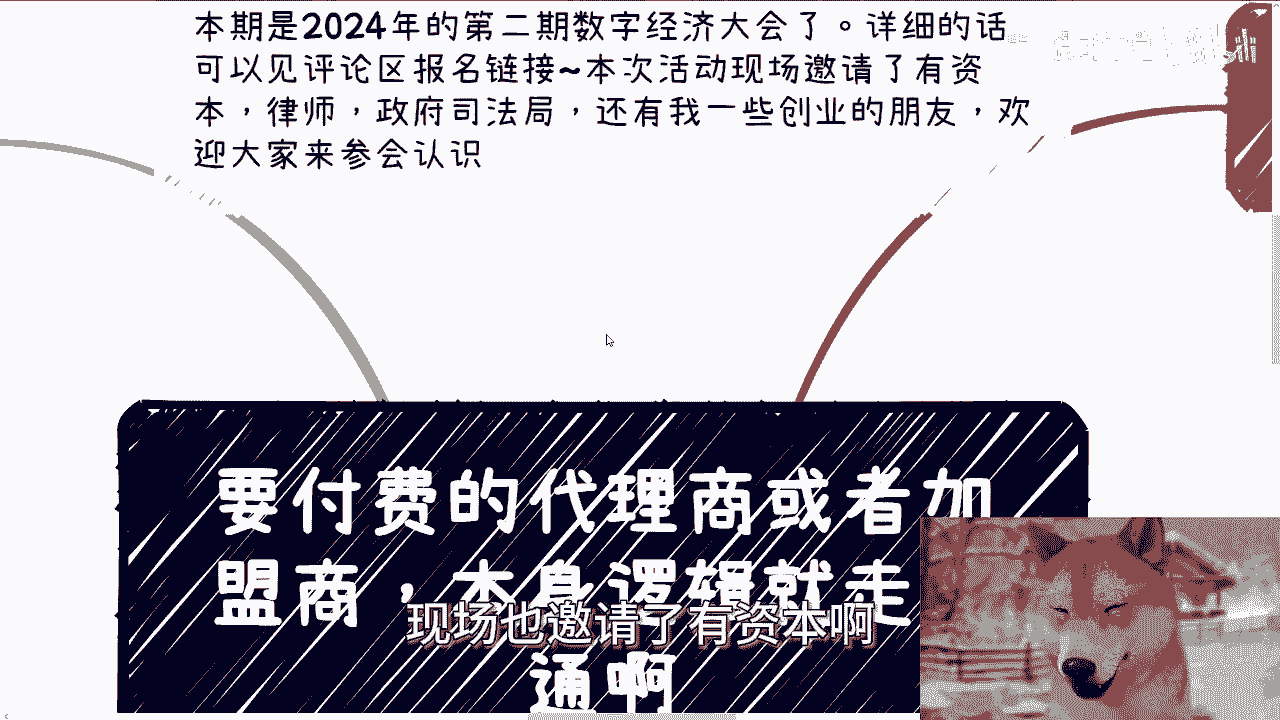 本期是2024年的第二期数字经济大会了。详细的话
可以见评论区报名链接~本次活动现场邀请了有资
本，律师，政府司法局，还有我一些创业的朋友，欢
迎大家来参会认识
要付费的代理商或者加
盟商，本身逻辑就走
通啊
现场也邀请了有资本啊